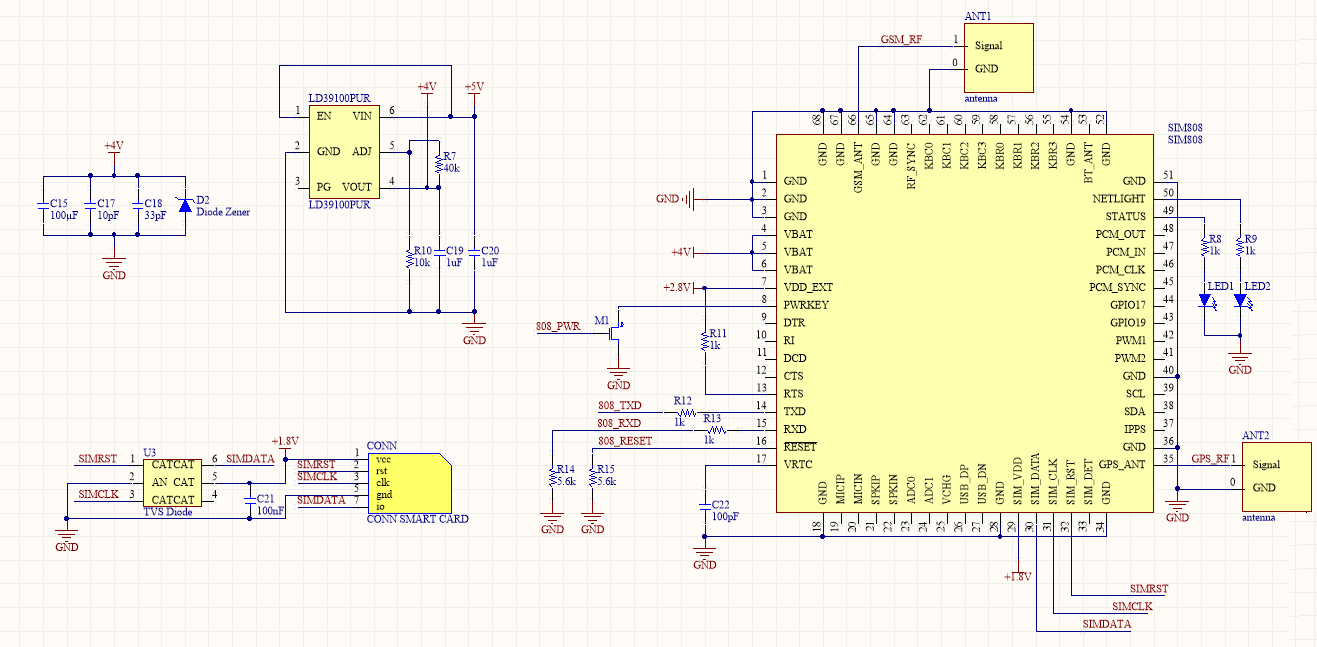 ANT1
GSM_RF 1 Signal
0 GND
antenna
+4V
C15
100µF
C17
10pF
C18
33pF
D2
Diode Zener
GND
LD39100PUR
1 EN VIN 6
2 GND ADJ 5
3 PG VOUT 4
LD39100PUR
+4V
+5V
R7
40k
R10
10k
C19
1uF
C20
1uF
GND
SIM808
SIM808
68 67 66 65 64 63 62 61 60 59 58 57 56 55 54 53 52
GND GND GSM_ANT GND GND RF_SYNC KBC0 KBC1 KBC2 KBC3 KBR0 KBR1 KBR2 KBR3 GND BT_ANT GND
1 GND
GND 2 GND
3 GND
4 VBAT
+4V 5 VBAT
6 VBAT
+2.8V 7 VDD_EXT
8 PWRKEY
9 DTR
10 RI
11 DCD
12 CTS
13 RTS
14 TXD
15 RXD
16 RESET
17 VRTC
GND 51
NETLIGHT 50
STATUS 49
PCM_OUT 48
PCM_IN 47
PCM_CLK 46
PCM_SYNC 45
GPIO17 44
GPIO19 43
PWM1 42
PWM2 41
GND 40
SCL 39
SDA 38
IPPS 37
GND 36
GPS_ANT 35
GND MICIP MICIN SPKIP SPKIN ADC0 ADC1 VCHG USB_DP USB_DN GND SIM_VDD SIM_DATA SIM_CLK SIM_RST SIM_DET GND
18 19 20 21 22 23 24 25 26 27 28 29 30 31 32 33 34
808_PWR
M1
GND
R11
1k
808_TXD
R12
1k
808_RXD
R13
1k
808_RESET
R14
5.6k
R15
5.6k
GND
GND
C22
100pF
GND
R8
1k
R9
1k
LED1
LED2
GND
ANT2
GPS_RF 1 Signal
0 GND
antenna
GND
+1.8V
SIMRST
SIMCLK
SIMDATA
U3
SIMRST 1 CATCAT 6 SIMDATA
2 AN CAT 5
SIMCLK 3 CATCAT 4
TVS Diode
GND
+1.8V
C21
100nF
CONN
1 vcc
SIMRST 2 rst
SIMCLK 3 clk
5 gnd
SIMDATA 7 io
CONN SMART CARD